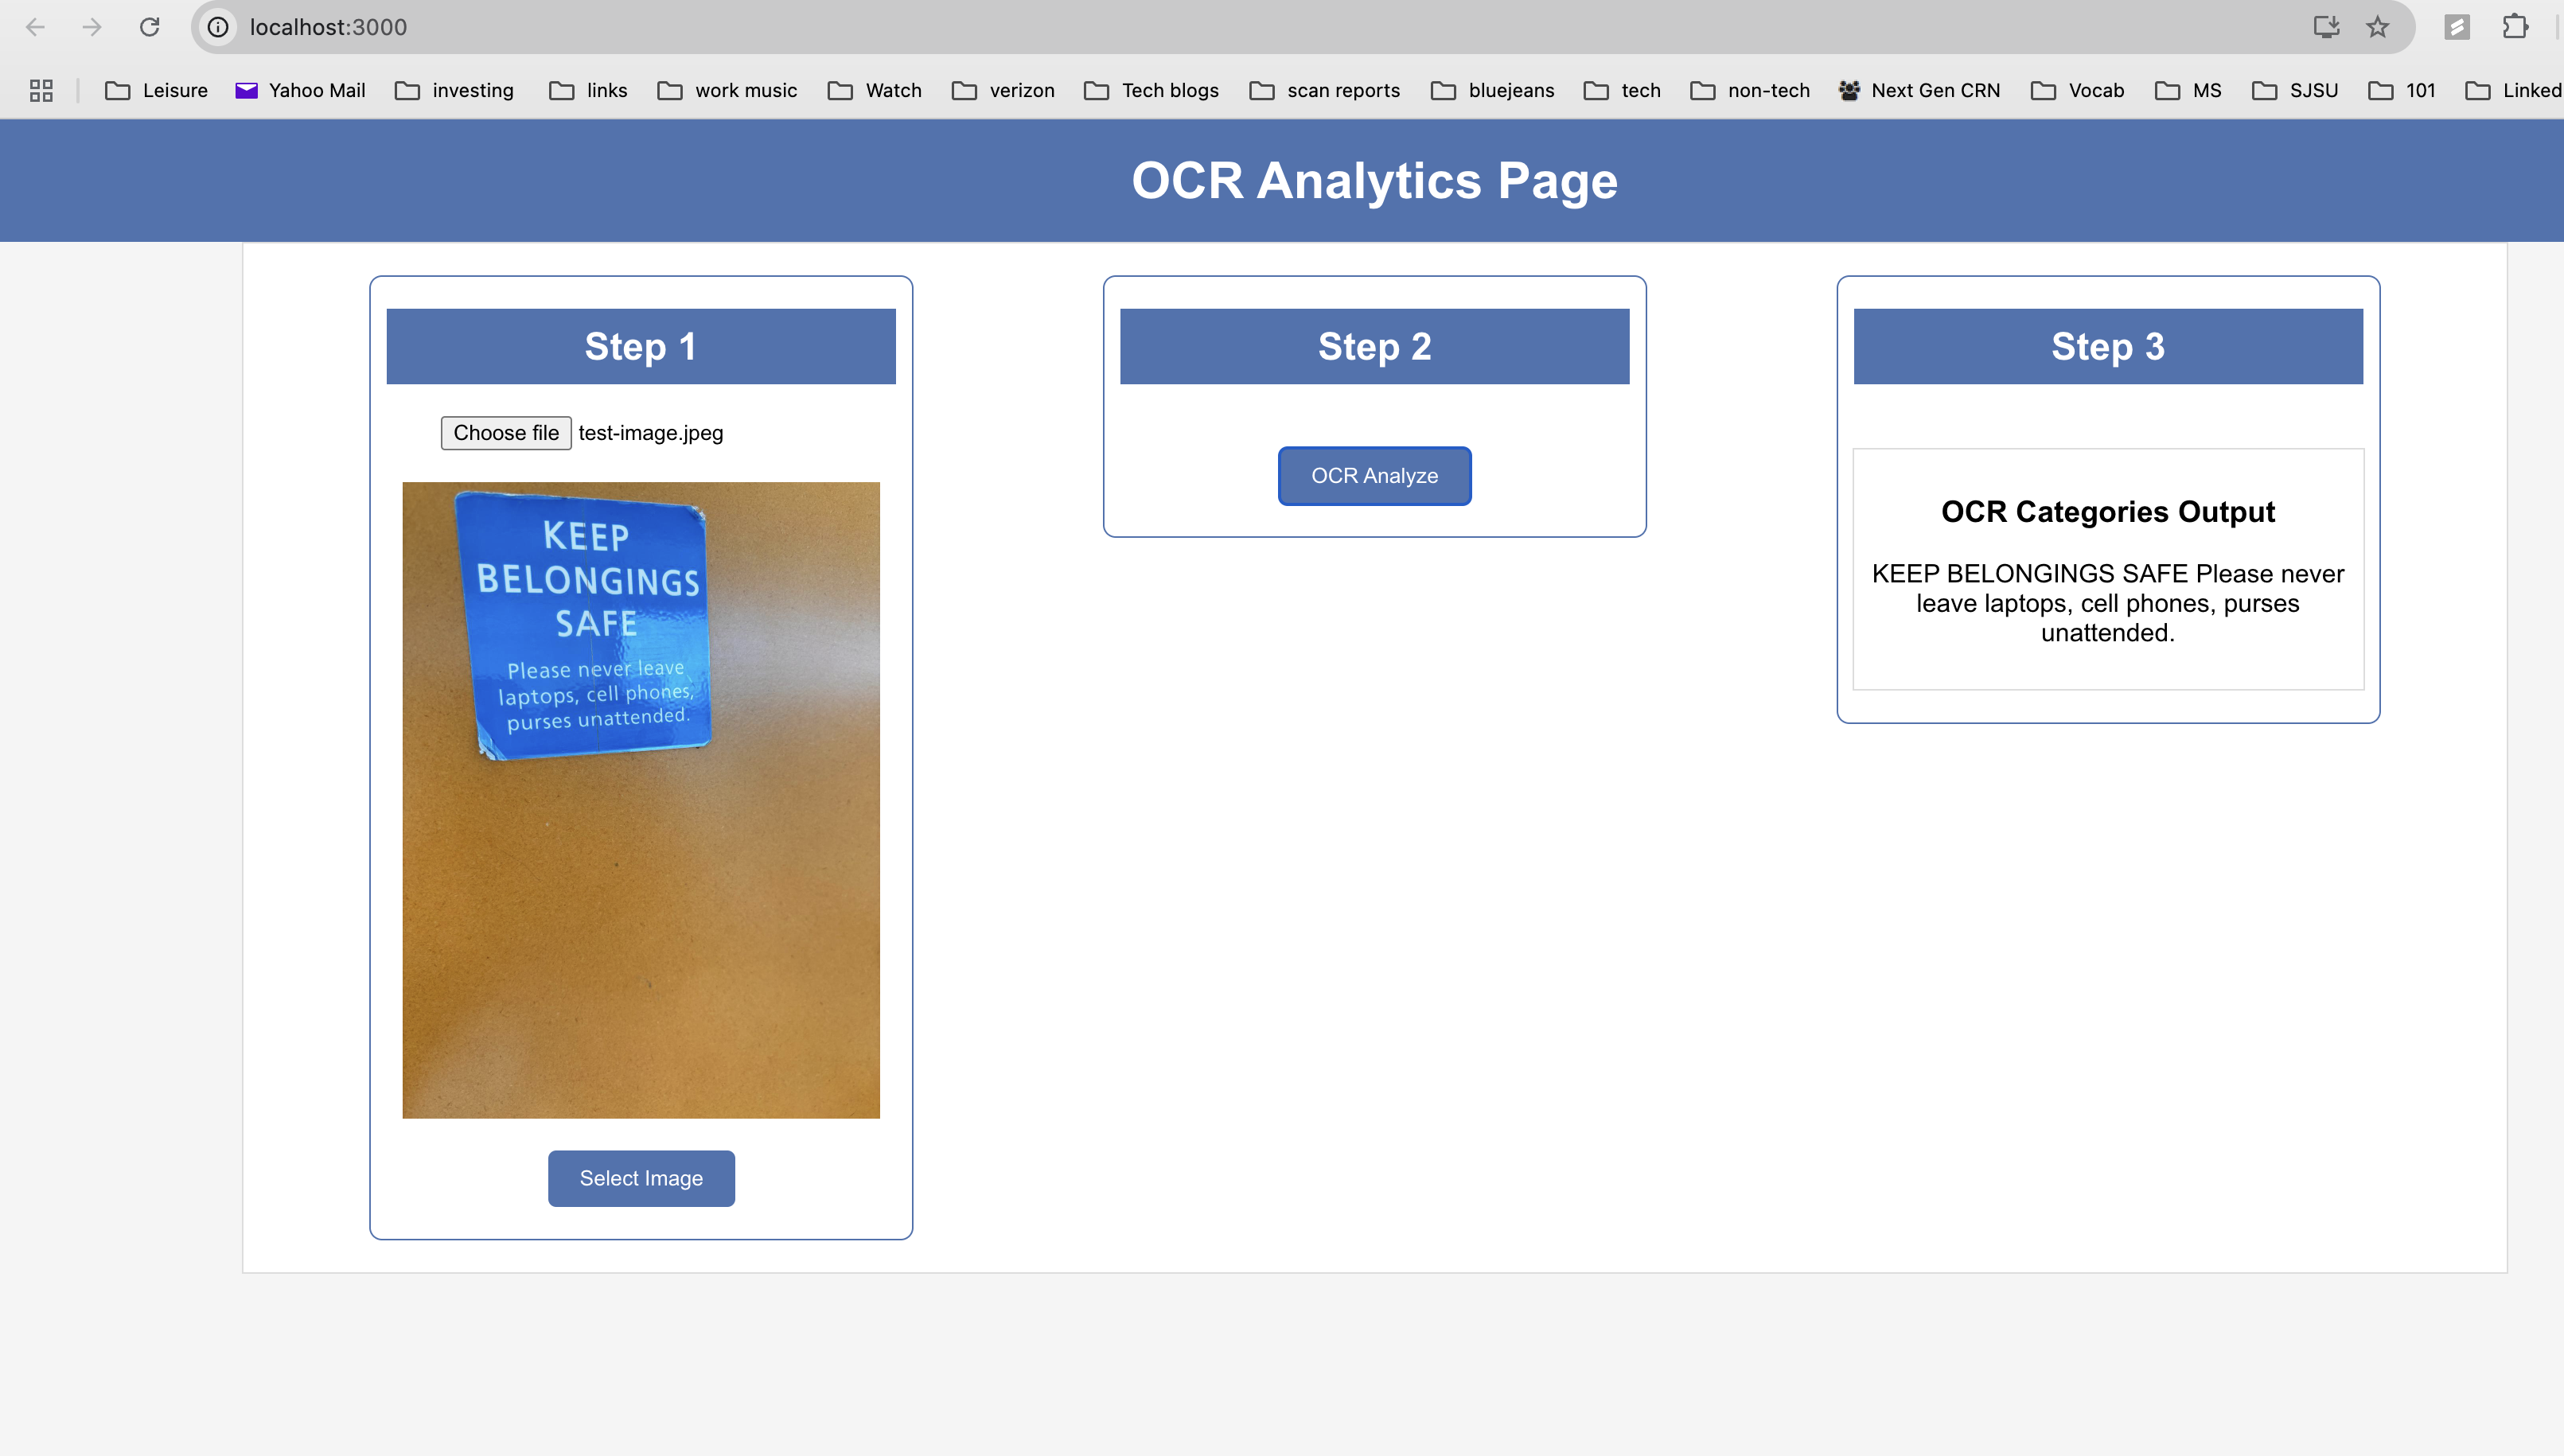 localhost:3000
Leisure Yahoo Mail investing links work music Watch verizon Tech blogs scan reports bluejeans tech non-tech Next Gen CRN Vocab MS SJSU 101 Linked
OCR Analytics Page
Step 1
Choose file test-image.jpeg
KEEP
BELONGINGS
SAFE
Please never leave
laptops, cell phones,
purses unattended.
Select Image
Step 2
OCR Analyze
Step 3
OCR Categories Output
KEEP BELONGINGS SAFE Please never
leave laptops, cell phones, purses
unattended.